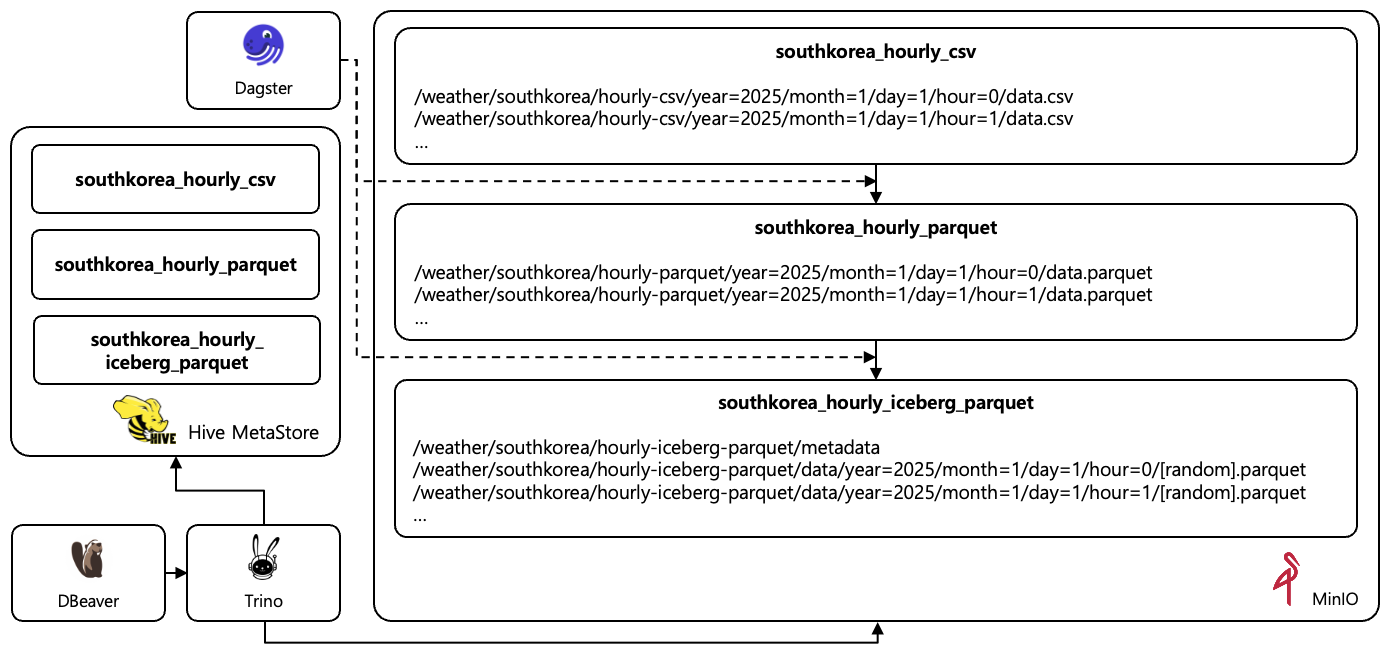 Dagster
southkorea_hourly_csv
southkorea_hourly_parquet
southkorea_hourly_
iceberg_parquet
HIVE
Hive MetaStore
DBeaver
Trino
southkorea_hourly_csv
/weather/southkorea/hourly-csv/year=2025/month=1/day=1/hour=0/data.csv
/weather/southkorea/hourly-csv/year=2025/month=1/day=1/hour=1/data.csv
...
southkorea_hourly_parquet
/weather/southkorea/hourly-parquet/year=2025/month=1/day=1/hour=0/data.parquet
/weather/southkorea/hourly-parquet/year=2025/month=1/day=1/hour=1/data.parquet
...
southkorea_hourly_iceberg_parquet
/weather/southkorea/hourly-iceberg-parquet/metadata
/weather/southkorea/hourly-iceberg-parquet/data/year=2025/month=1/day=1/hour=0/[random].parquet
/weather/southkorea/hourly-iceberg-parquet/data/year=2025/month=1/day=1/hour=1/[random].parquet
...
MinIO